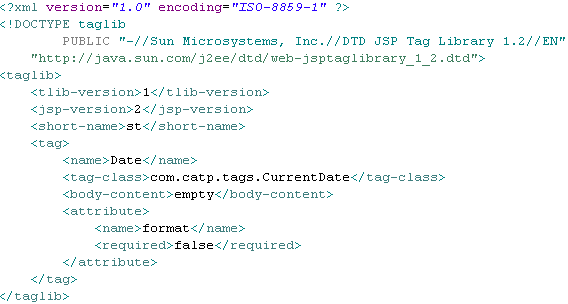 <?xml version="1.0" encoding="ISO-8859-1" ?>
<!DOCTYPE taglib
PUBLIC "-//Sun Microsystems, Inc.//DTD JSP Tag Library 1.2//EN"
"http://java.sun.com/j2ee/dtd/web-jsptaglibrary_1_2.dtd">
<taglib>
<tlib-version>1</tlib-version>
<jsp-version>2</jsp-version>
<short-name>st</short-name>
<tag>
<name>Date</name>
<tag-class>com.catp.tags.CurrentDate</tag-class>
<body-content>empty</body-content>
<attribute>
<name>format</name>
<required>false</required>
</attribute>
</tag>
</taglib>